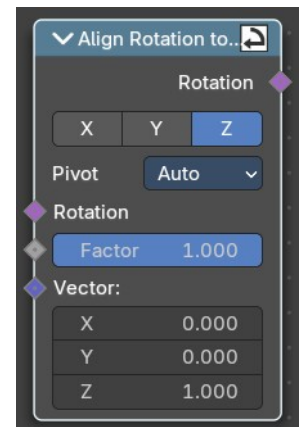 Align Rotation to...
Rotation
X Y Z
Pivot Auto
Rotation
Factor 1.000
Vector:
X 0.000
Y 0.000
Z 1.000